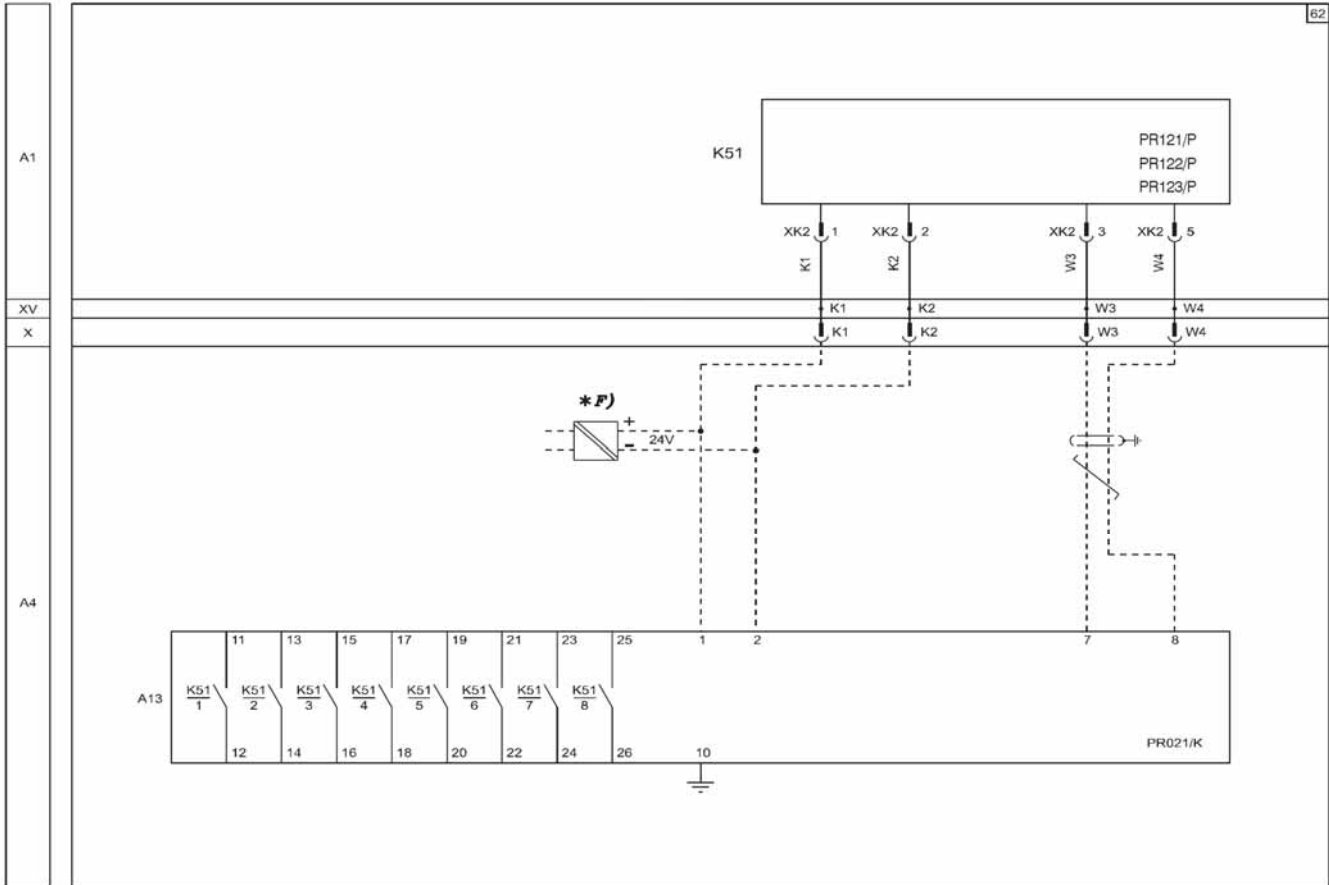 62
A1
K51
PR121/P
PR122/P
PR123/P
XK2 1 XK2 2 XK2 3 XK2 5
K1 K2 W3 W4
XV K1 K2 W3 W4
X K1 K2 W3 W4
*F)
+
24V
-
A4
11 13 15 17 19 21 23 25 1 2 7 8
A13 K51 K51 K51 K51 K51 K51 K51 K51
1 2 3 4 5 6 7 8
PR021/K
12 14 16 18 20 22 24 26 10